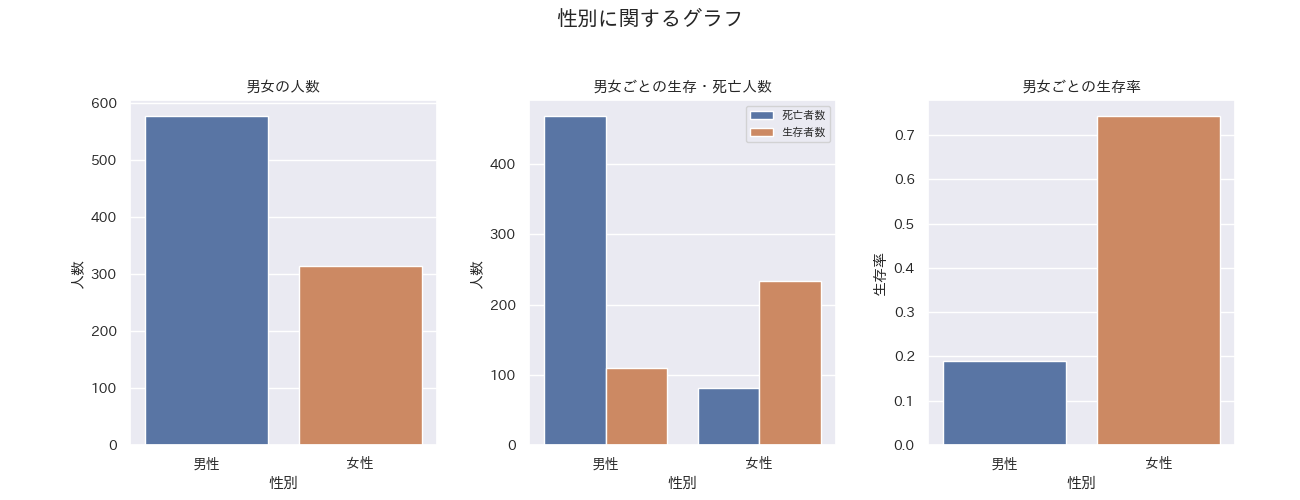 性別に関するグラフ
男女の人数
600
500
400
300
200
100
0
人数
男性
女性
性別
男女ごとの生存・死亡人数
死亡者数
生存者数
400
300
200
100
0
人数
男性
女性
性別
男女ごとの生存率
0.7
0.6
0.5
0.4
0.3
0.2
0.1
0.0
生存率
男性
女性
性別